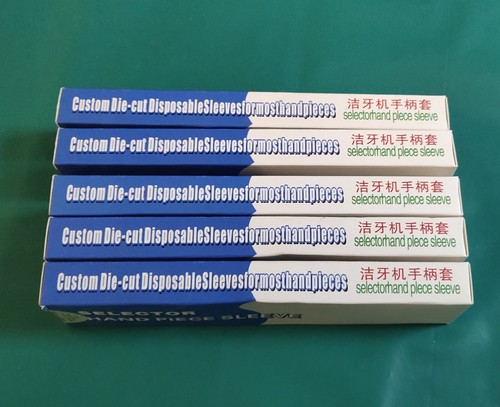 Custom Die-cut DisposableSleevesformosthandpieces
洁牙机手柄套
selectorhand piece sleeve
Custom Die-cut DisposableSleevesformosthandpieces
洁牙机手柄套
selectorhand piece sleeve
Custom Die-cut DisposableSleevesformosthandpieces
洁牙机手柄套
selectorhand piece sleeve
Custom Die-cut DisposableSleevesformosthandpieces
洁牙机手柄套
selectorhand piece sleeve
Custom Die-cut DisposableSleevesformosthandpieces
洁牙机手柄套
selectorhand piece sleeve
SELECTOR
HAND PIECE SLEEVE